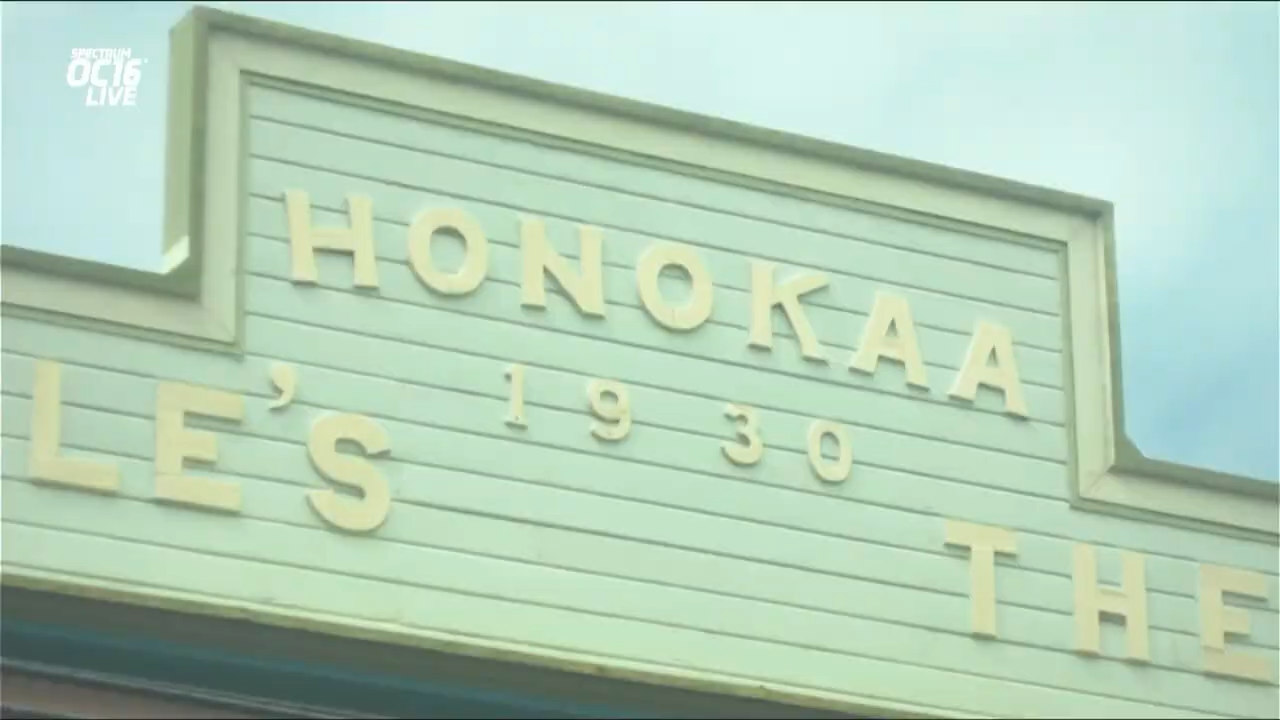 SPECTRUM
OC16
LIVE
HONOKAA
1930
LE'S THE